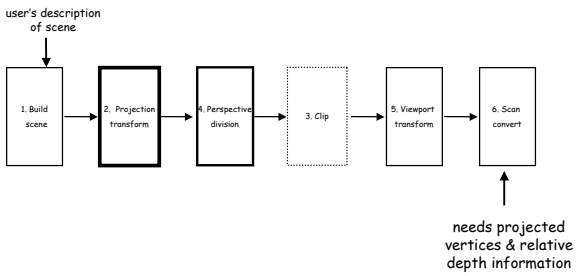 user's description
of scene
1. Build
scene
2. Projection
transform
4. Perspective
division
3. Clip
5. Viewport
transform
6. Scan
convert
needs projected
vertices & relative
depth information